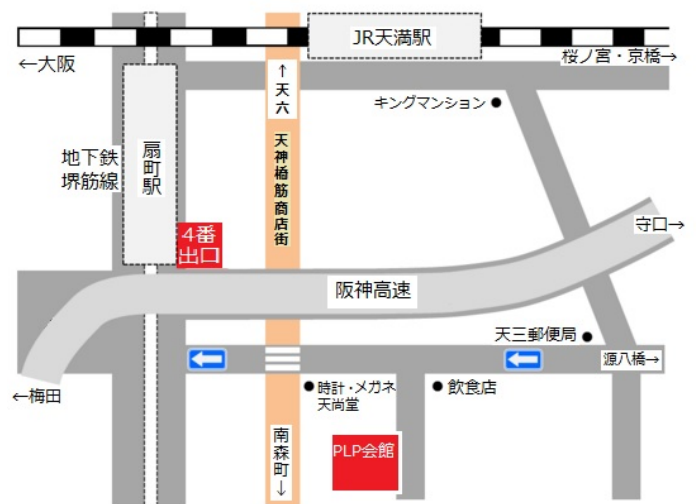 JR天満駅
←大阪
桜ノ宮・京橋→
↑天六
キングマンション
天神橋筋商店街
地下鉄
堺筋線
扇町駅
4番
出口
守口→
阪神高速
天三郵便局
源八橋→
←梅田
時計・メガネ
天尚堂
飲食店
南森町↓
PLP会館